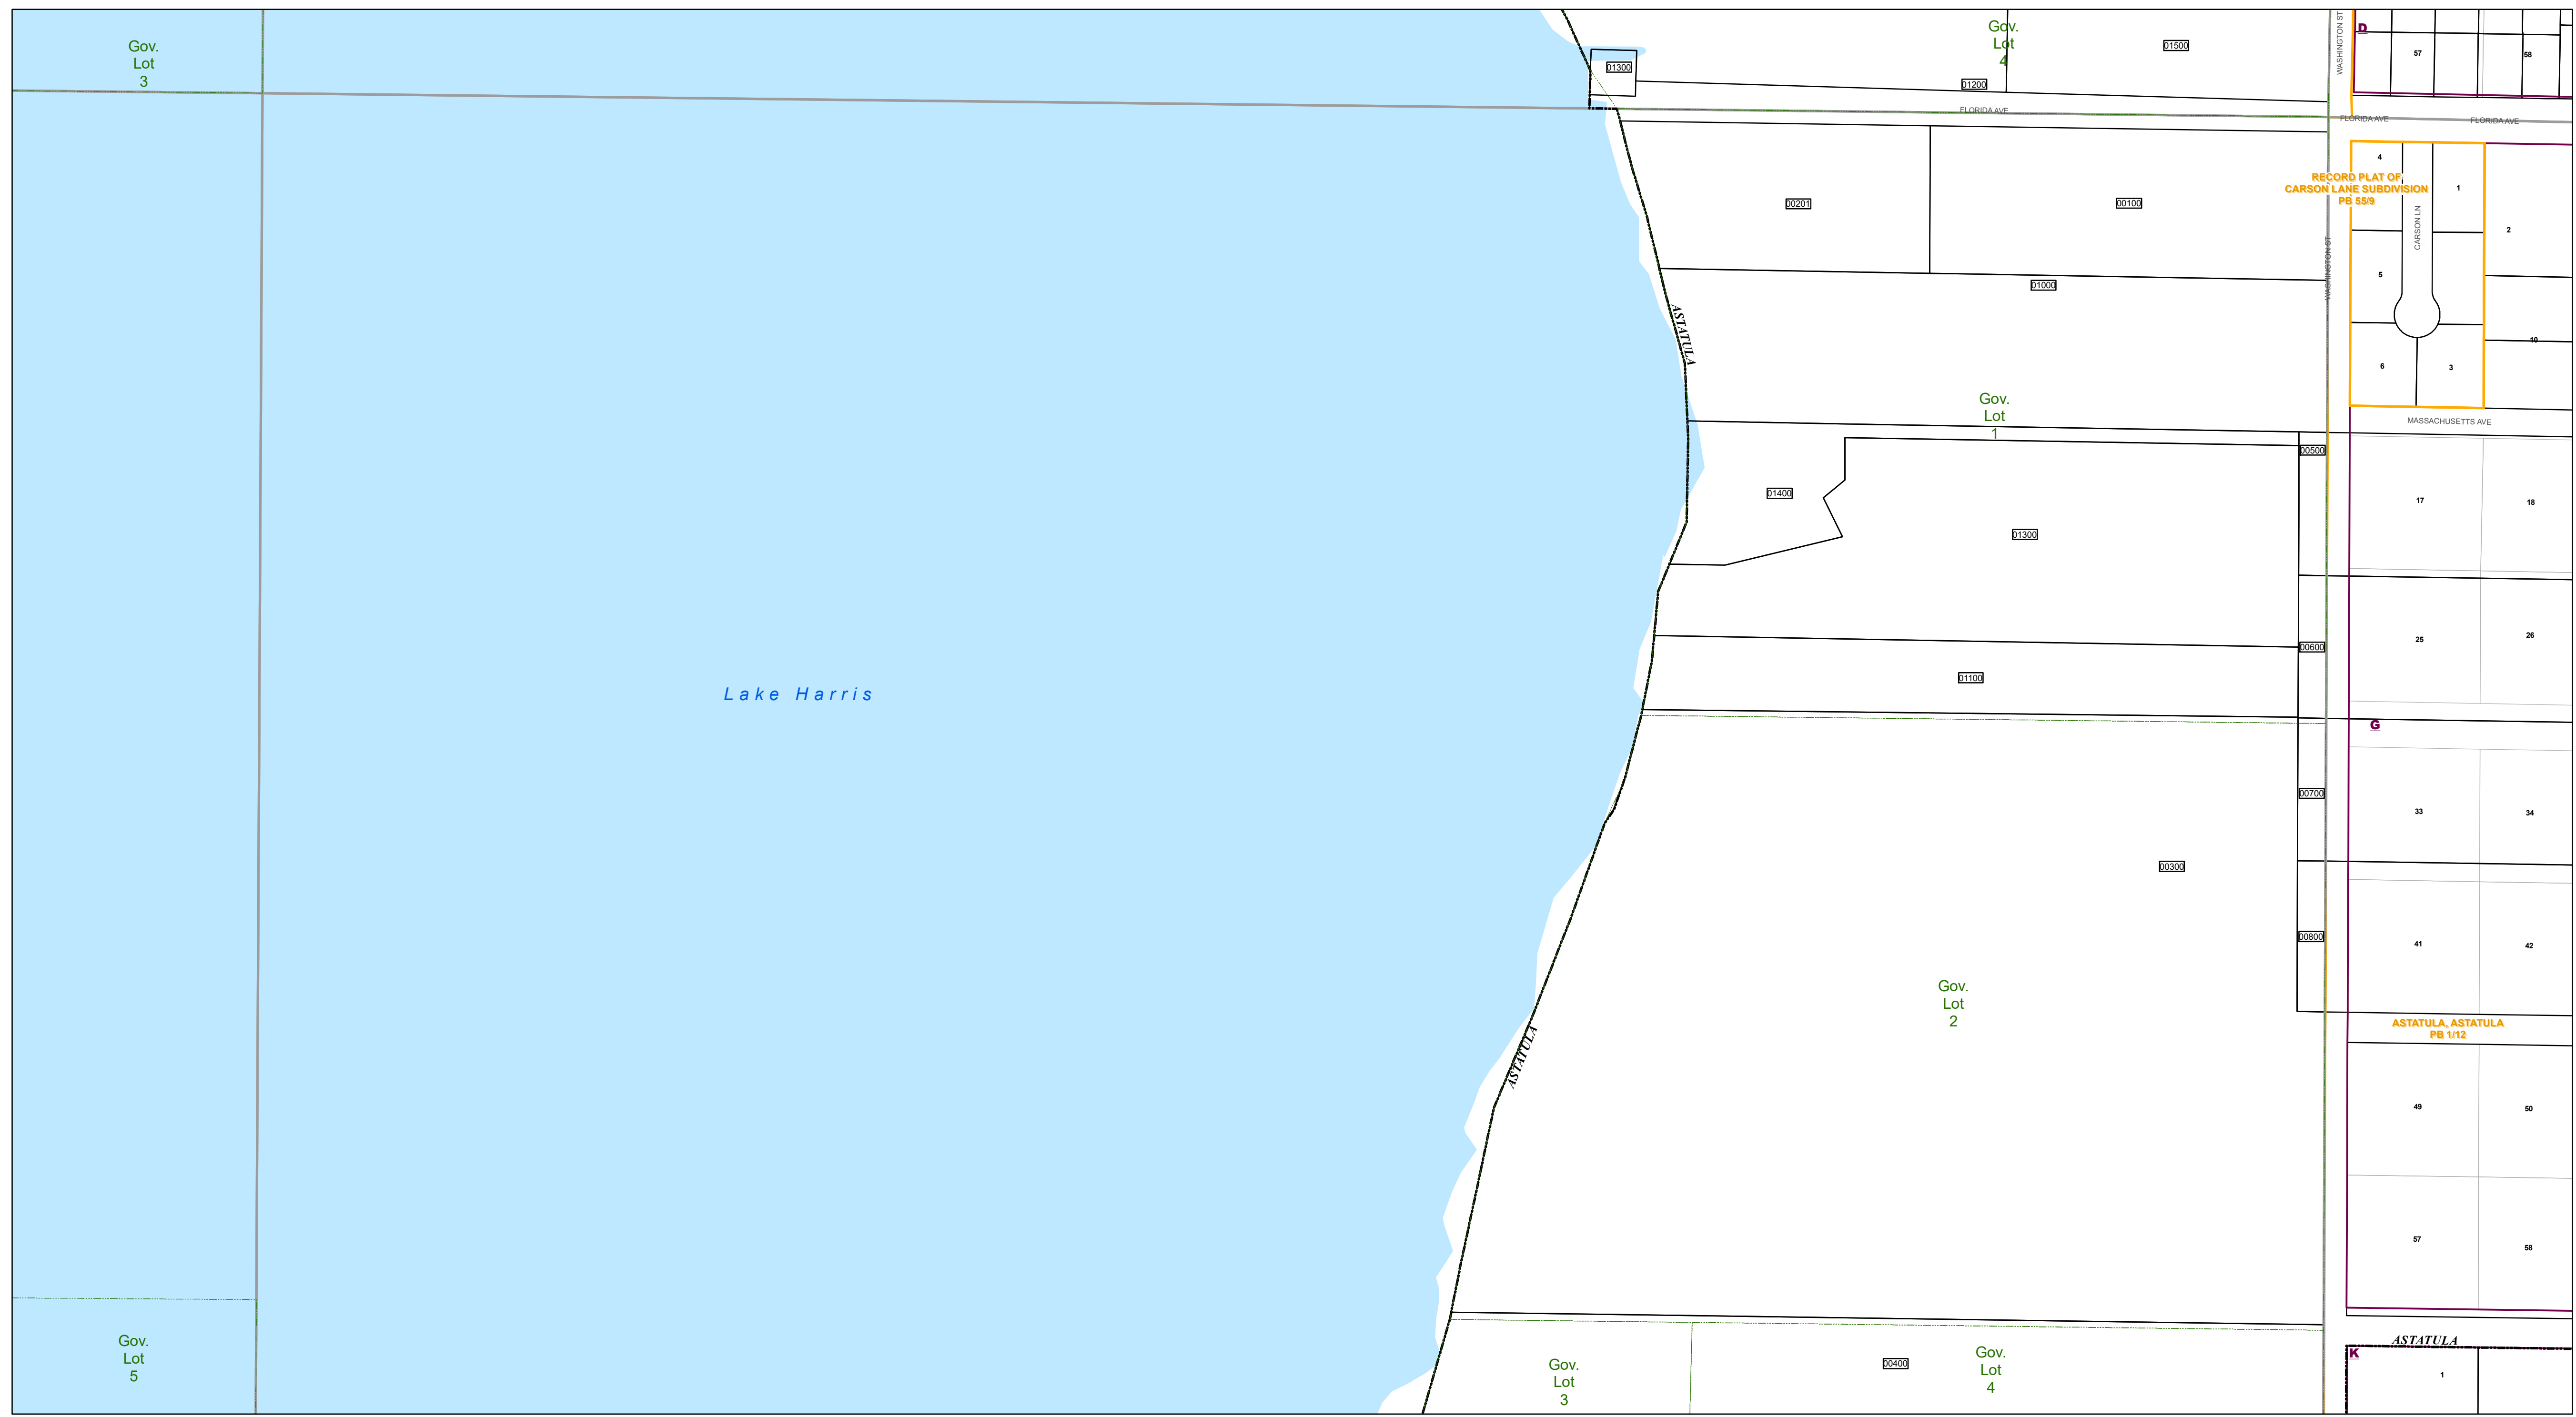 Gov.
Lot
3
Gov.
Lot
4
01500
WASHINGTON ST
D
57
58
01300
01200
FLORIDA AVE
FLORIDA AVE
FLORIDA AVE
4
1
RECORD PLAT OF
CARSON LANE SUBDIVISION
PB 55/9
00201
00100
CARSON LN
2
WASHINGTON ST
5
01000
ASTATULA
10
6
3
Gov.
Lot
1
MASSACHUSETTS AVE
00500
01400
17
18
01300
25
26
00600
01100
Lake Harris
G
00700
33
34
00300
00800
41
42
Gov.
Lot
2
ASTATULA, ASTATULA
PB 1/12
ASTATULA
49
50
57
58
Gov.
Lot
5
ASTATULA
K
Gov.
Lot
3
00400
Gov.
Lot
4
1